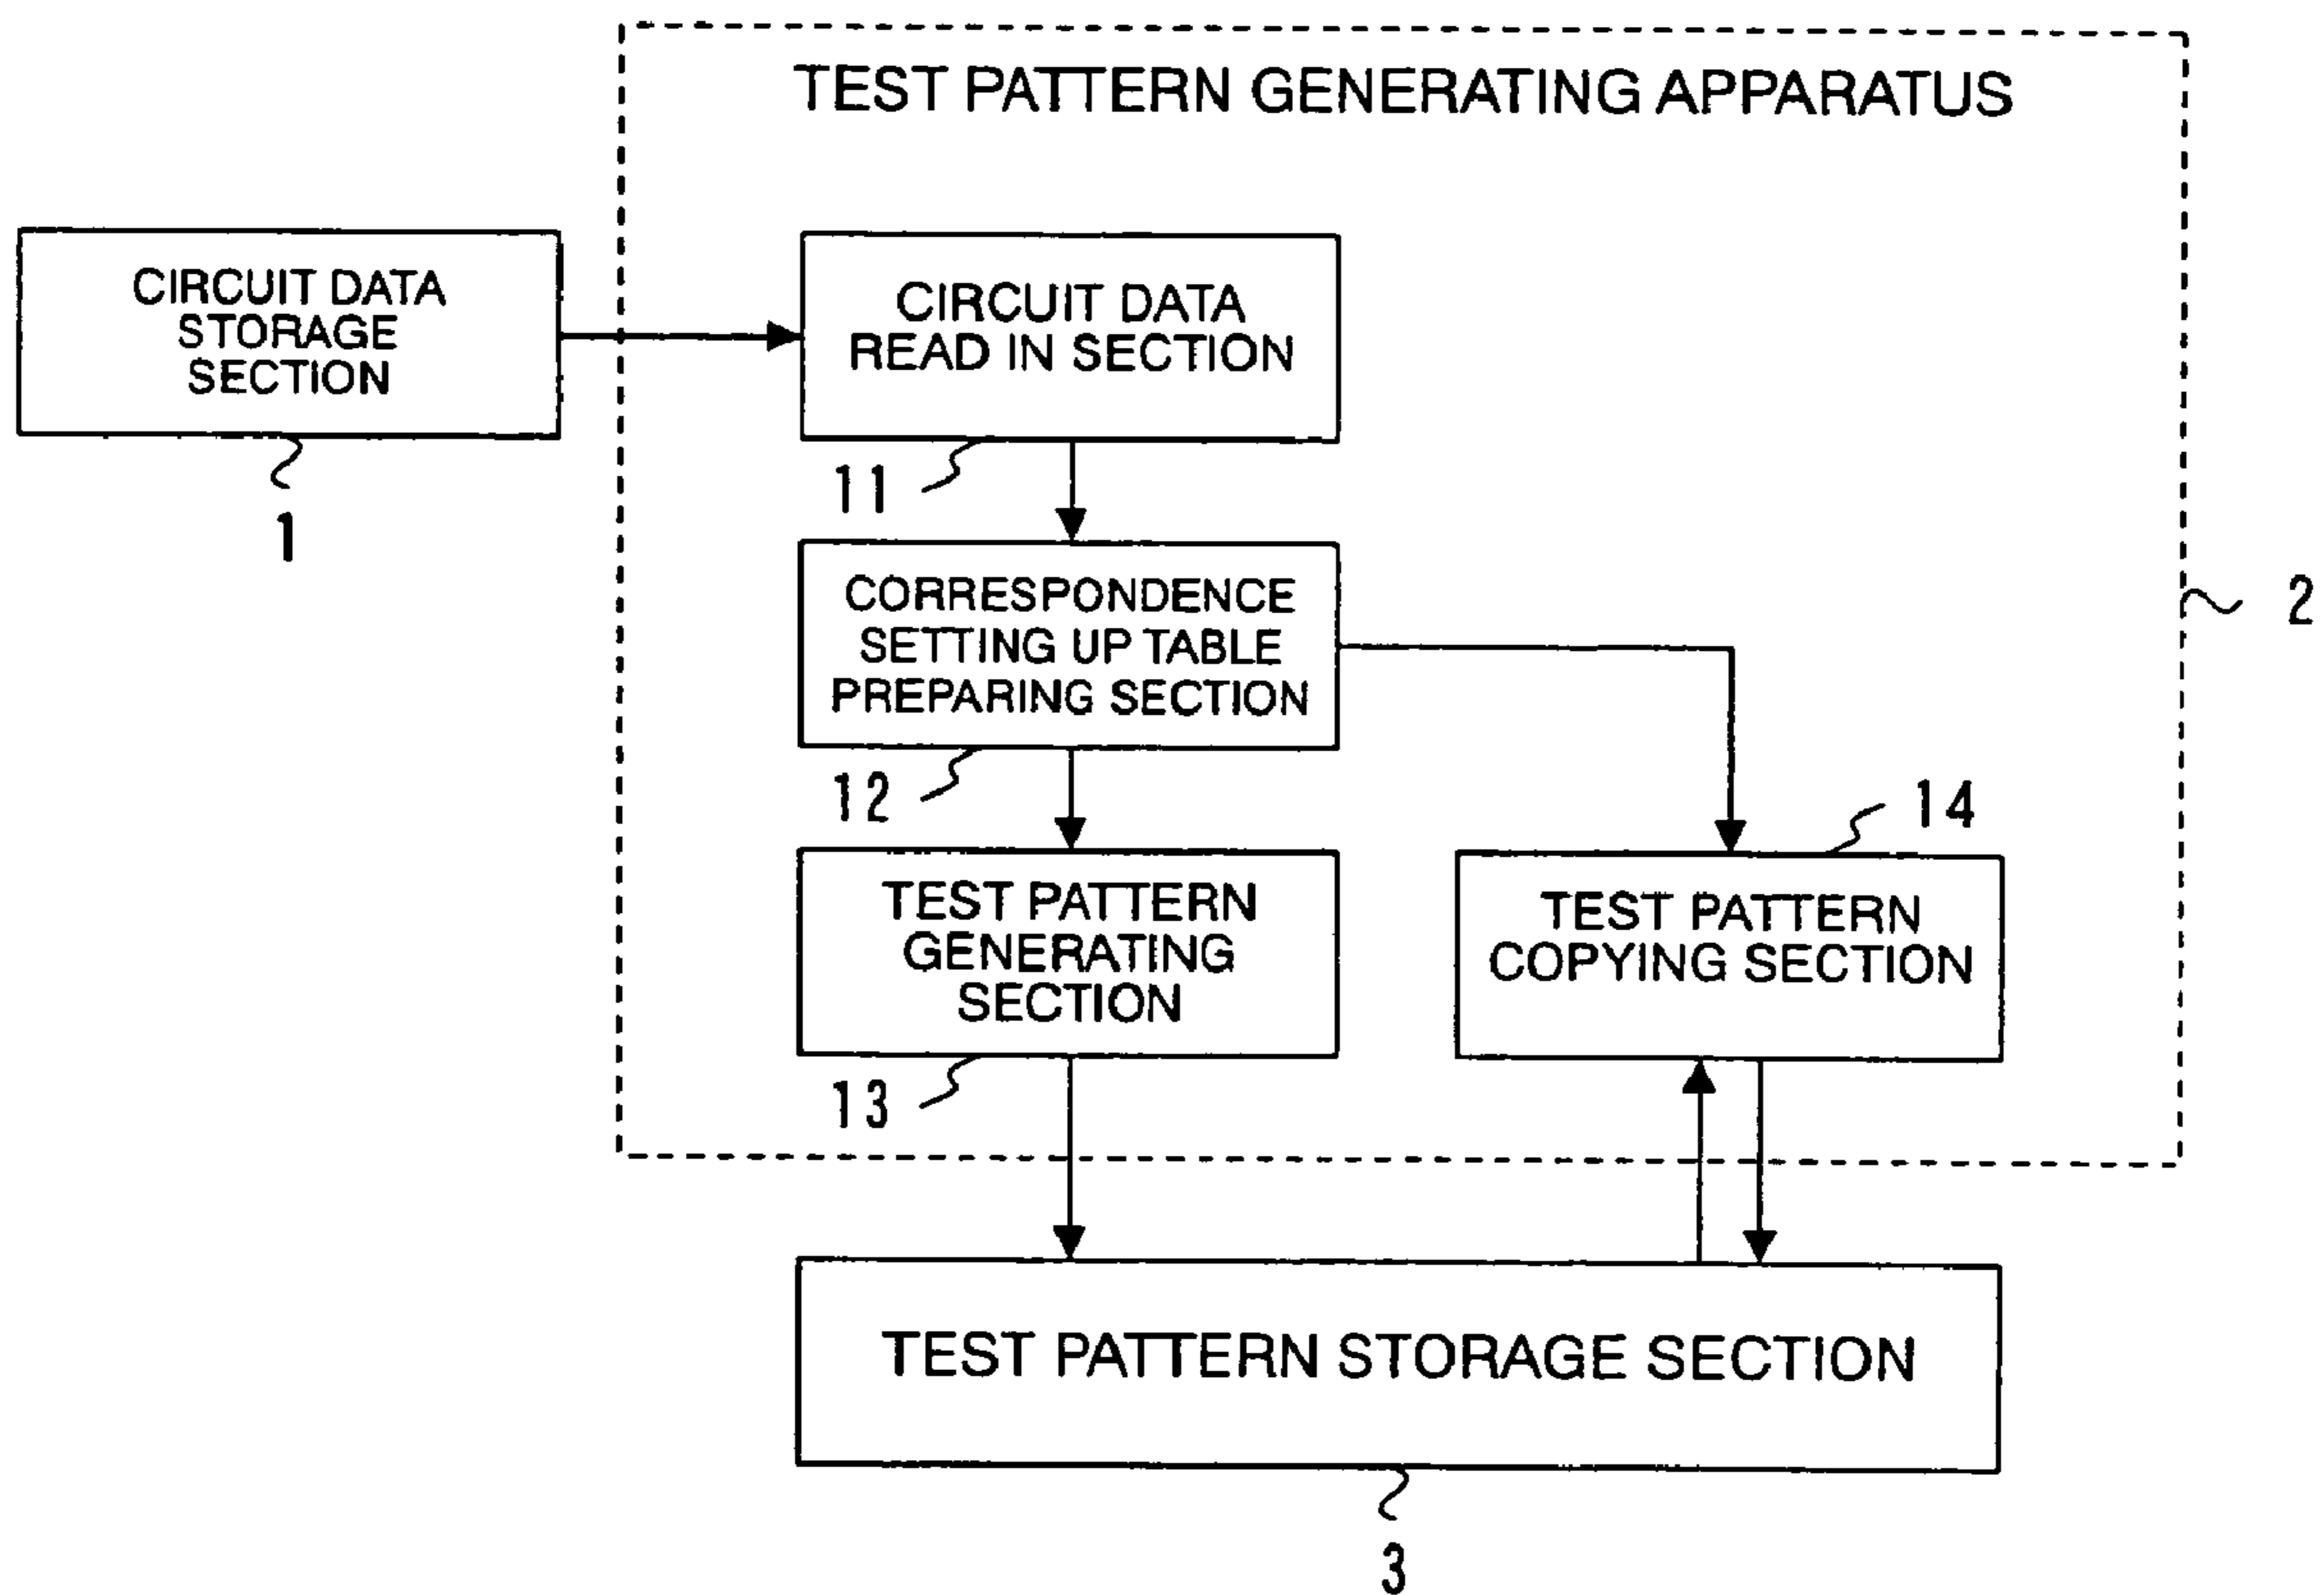 TEST PATTERN GENERATING APPARATUS
CIRCUIT DATA
STORAGE
SECTION
1
CIRCUIT DATA
READ IN SECTION
11
CORRESPONDENCE
SETTING UP TABLE
PREPARING SECTION
12
2
TEST PATTERN
GENERATING
SECTION
13
14
TEST PATTERN
COPYING SECTION
TEST PATTERN STORAGE SECTION
3